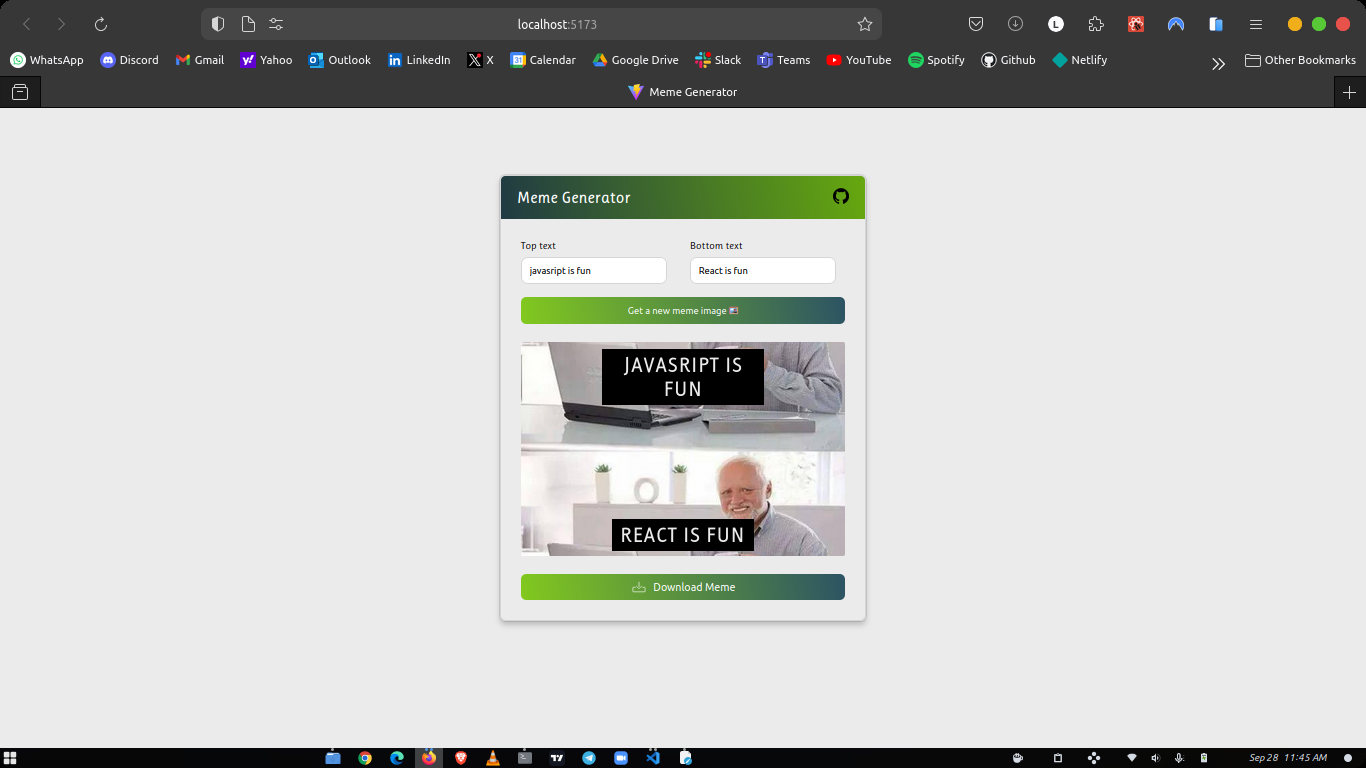 localhost:5173
L
WhatsApp
Discord
Gmail
Yahoo
Outlook
LinkedIn
X
31 Calendar
Google Drive
Slack
Teams
YouTube
Spotify
Github
Netlify
Other Bookmarks
Meme Generator
Meme Generator
Top text
Bottom text
javasript is fun
React is fun
Get a new meme image
JAVASRIPT IS
FUN
REACT IS FUN
Download Meme
Sep 28 11:45 AM